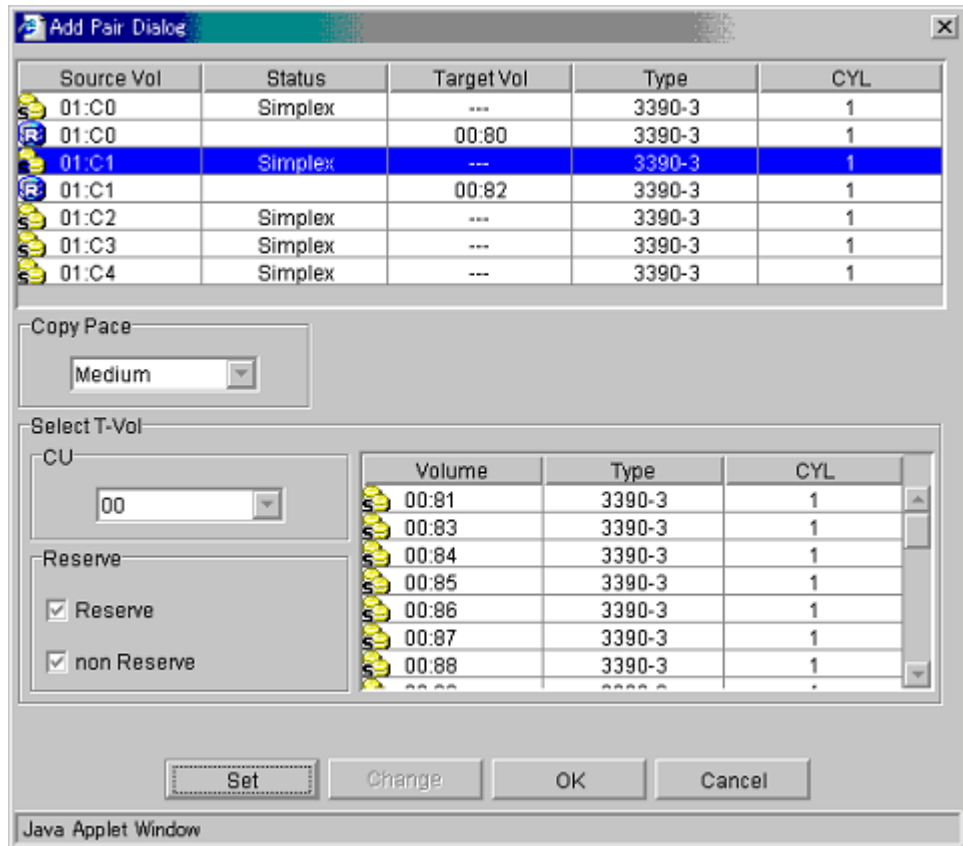 Add Pair Dialog
Source Vol Status Target Vol Type CYL
S 01:C0 Simplex --- 3390-3 1
R 01:C0 00:80 3390-3 1
01:C1 Simplex --- 3390-3 1
R 01:C1 00:82 3390-3 1
S 01:C2 Simplex --- 3390-3 1
S 01:C3 Simplex --- 3390-3 1
S 01:C4 Simplex --- 3390-3 1
Copy Pace
Medium
Select T-Vol
CU
00
Reserve
Reserve
non Reserve
Volume Type CYL
S 00:81 3390-3 1
S 00:83 3390-3 1
S 00:84 3390-3 1
S 00:85 3390-3 1
S 00:86 3390-3 1
S 00:87 3390-3 1
S 00:88 3390-3 1
Set Change OK Cancel
Java Applet Window